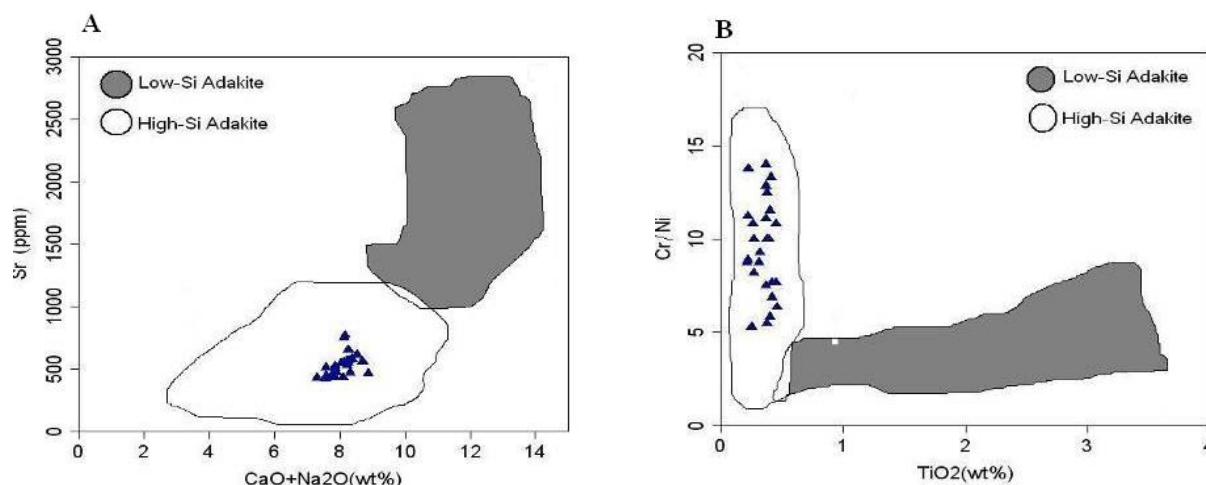 A
3000
2500
2000
1500
1000
500
0
Sr (ppm)
Low-Si Adakite
High-Si Adakite
0 2 4 6 8 10 12 14
CaO+Na2O(wt%)
B
20
15
10
5
0
Cr/Ni
Low-Si Adakite
High-Si Adakite
0 1 2 3 4
TiO2(wt%)